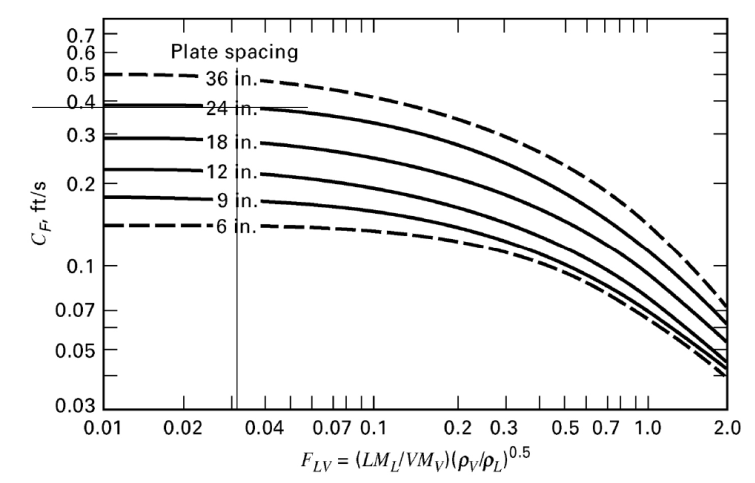 0.7
0.6
0.5
0.4
0.3
0.2
0.1
0.07
0.05
0.03
C_F, ft/s
Plate spacing
36 in.
24 in.
18 in.
12 in.
9 in.
6 in.
0.01 0.02 0.04 0.07 0.1 0.2 0.3 0.5 0.7 1.0 2.0
F_LV = (LM_L/VM_V)(ρ_V/ρ_L)^0.5